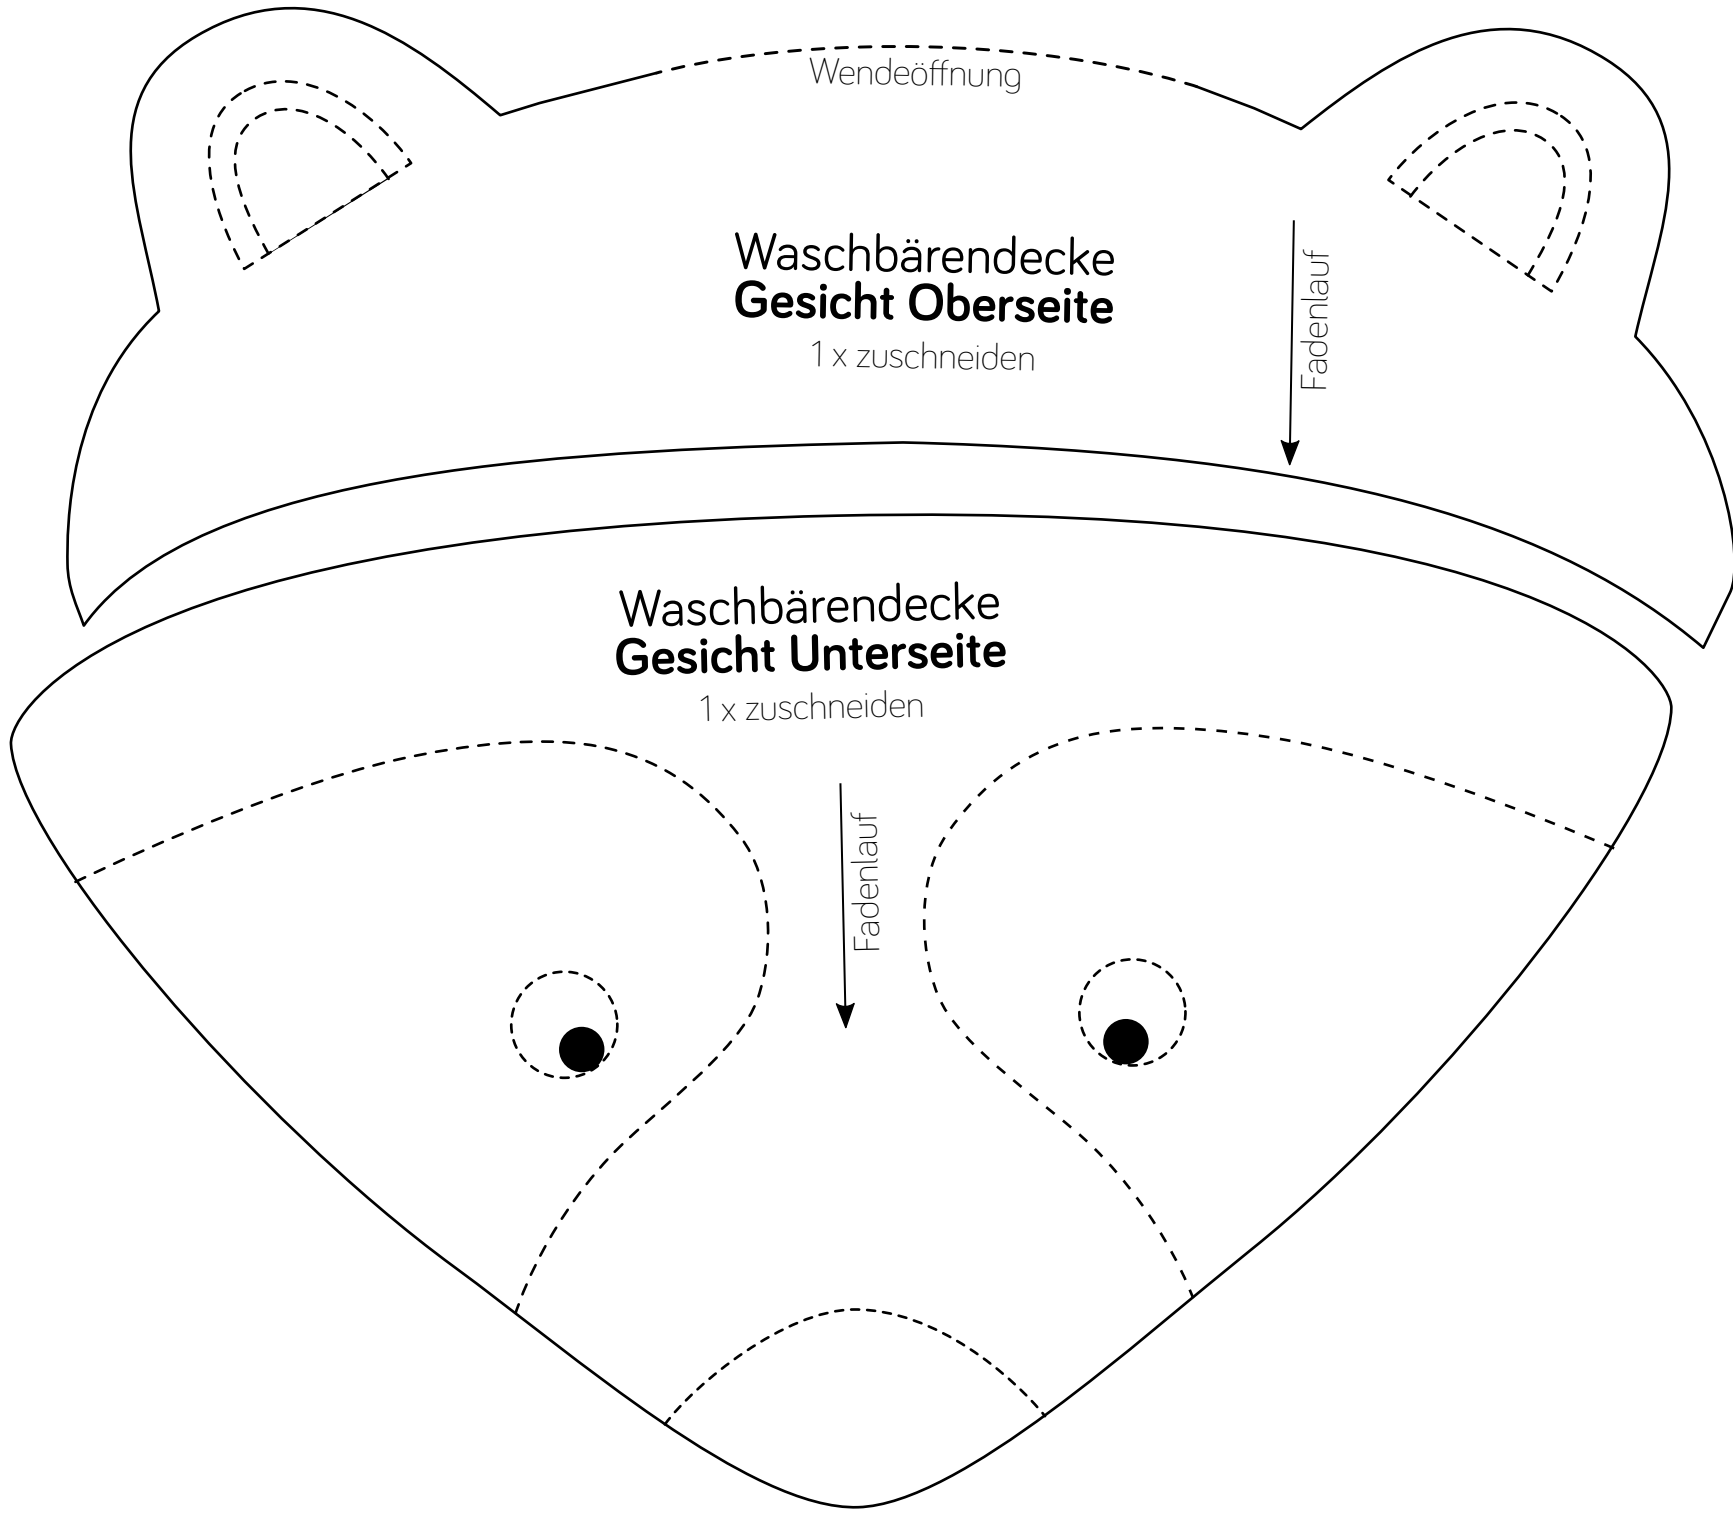 Wendeöffnung
Waschbärendecke
Gesicht Oberseite
1 x zuschneiden
Fadenlauf
Waschbärendecke
Gesicht Unterseite
1 x zuschneiden
Fadenlauf